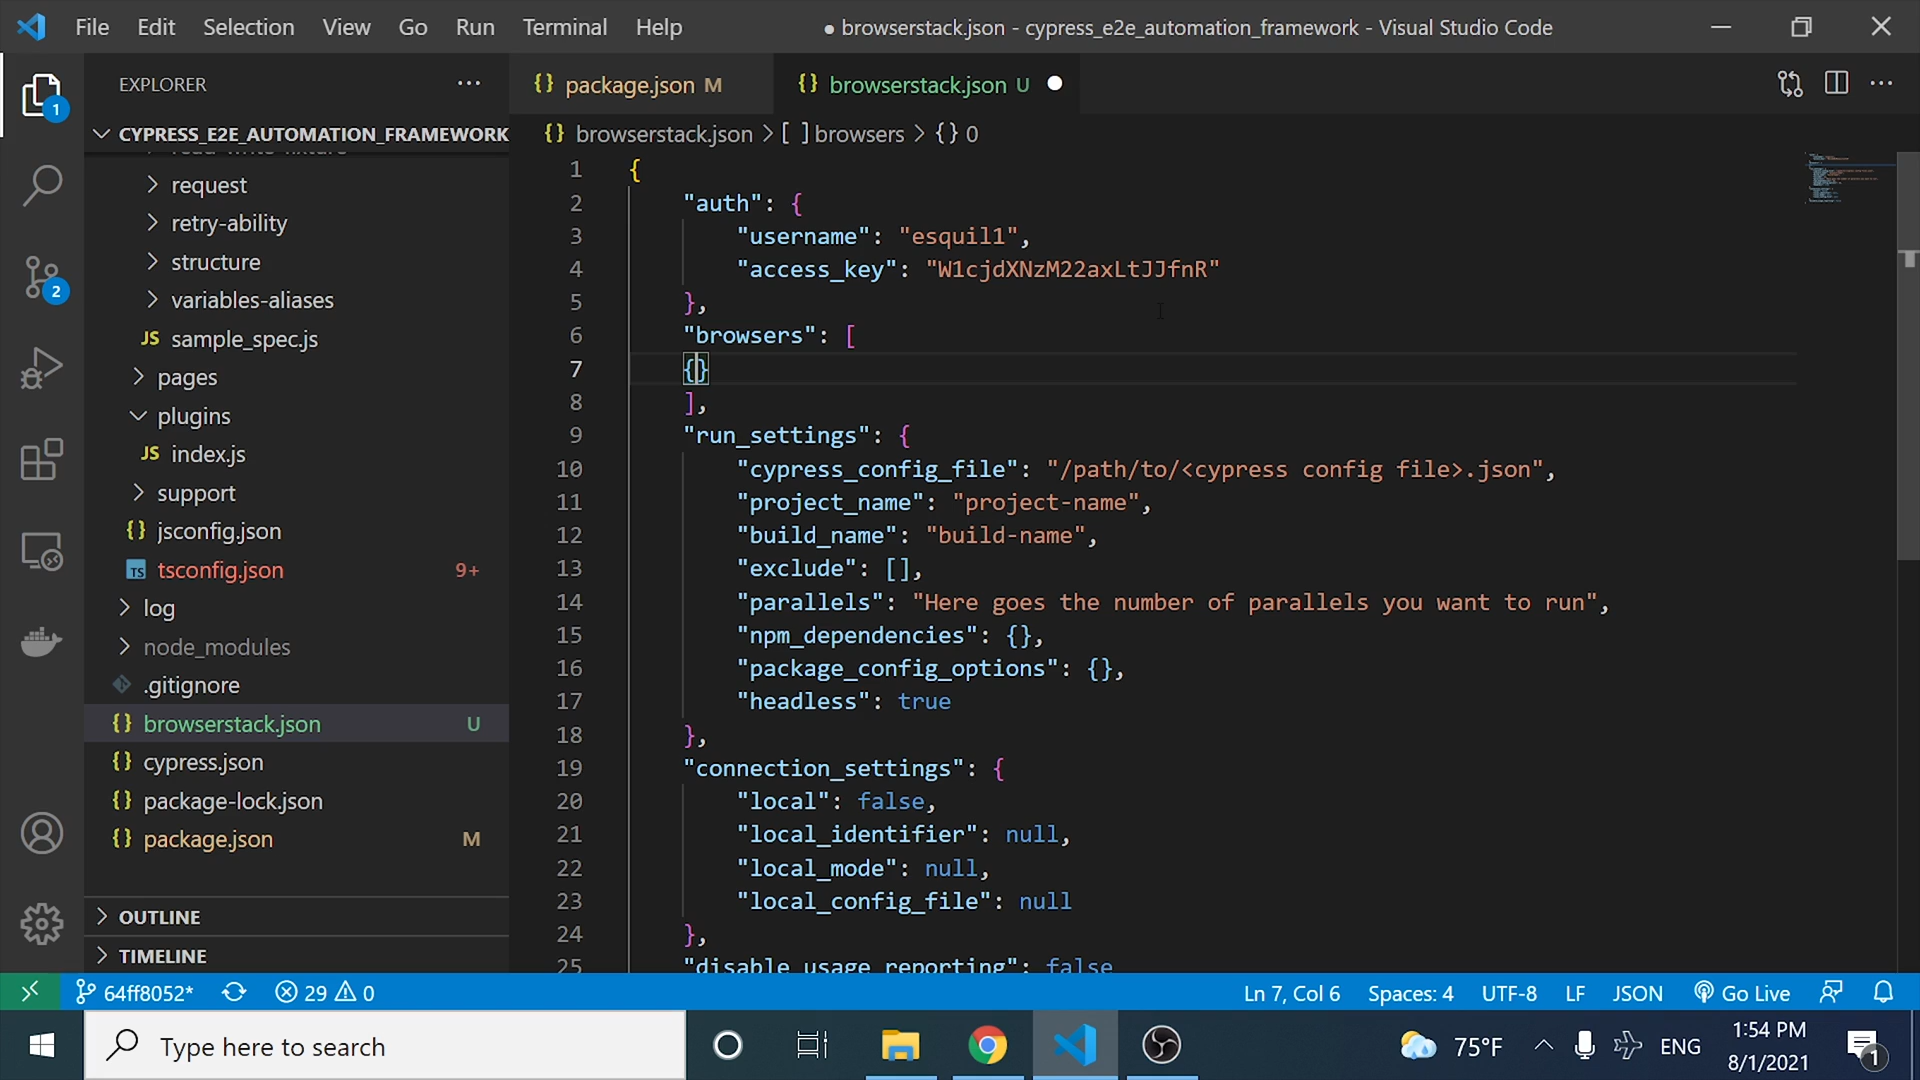 File Edit Selection View Go Run Terminal Help
● browserstack.json - cypress_e2e_automation_framework - Visual Studio Code
EXPLORER
{} package.json M
{} browserstack.json U
CYPRESS_E2E_AUTOMATION_FRAMEWORK
{} browserstack.json > [ ] browsers > {} 0
request
retry-ability
structure
variables-aliases
JS sample_spec.js
pages
plugins
JS index.js
support
{} jsconfig.json
TS tsconfig.json 9+
log
node_modules
.gitignore
{} browserstack.json U
{} cypress.json
{} package-lock.json
{} package.json M
OUTLINE
TIMELINE
1
2
1 {
2 "auth": {
3 "username": "esquil1",
4 "access_key": "W1cjdXNzM22axLtJJfnR"
5 },
6 "browsers": [
7 {}
8 ],
9 "run_settings": {
10 "cypress_config_file": "/path/to/<cypress config file>.json",
11 "project_name": "project-name",
12 "build_name": "build-name",
13 "exclude": [],
14 "parallels": "Here goes the number of parallels you want to run",
15 "npm_dependencies": {},
16 "package_config_options": {},
17 "headless": true
18 },
19 "connection_settings": {
20 "local": false,
21 "local_identifier": null,
22 "local_mode": null,
23 "local_config_file": null
24 },
25 "disable_usage_reporting": false
64ff8052* 29 0
Ln 7, Col 6 Spaces: 4 UTF-8 LF JSON Go Live
Type here to search
75°F ENG
1:54 PM
8/1/2021
1